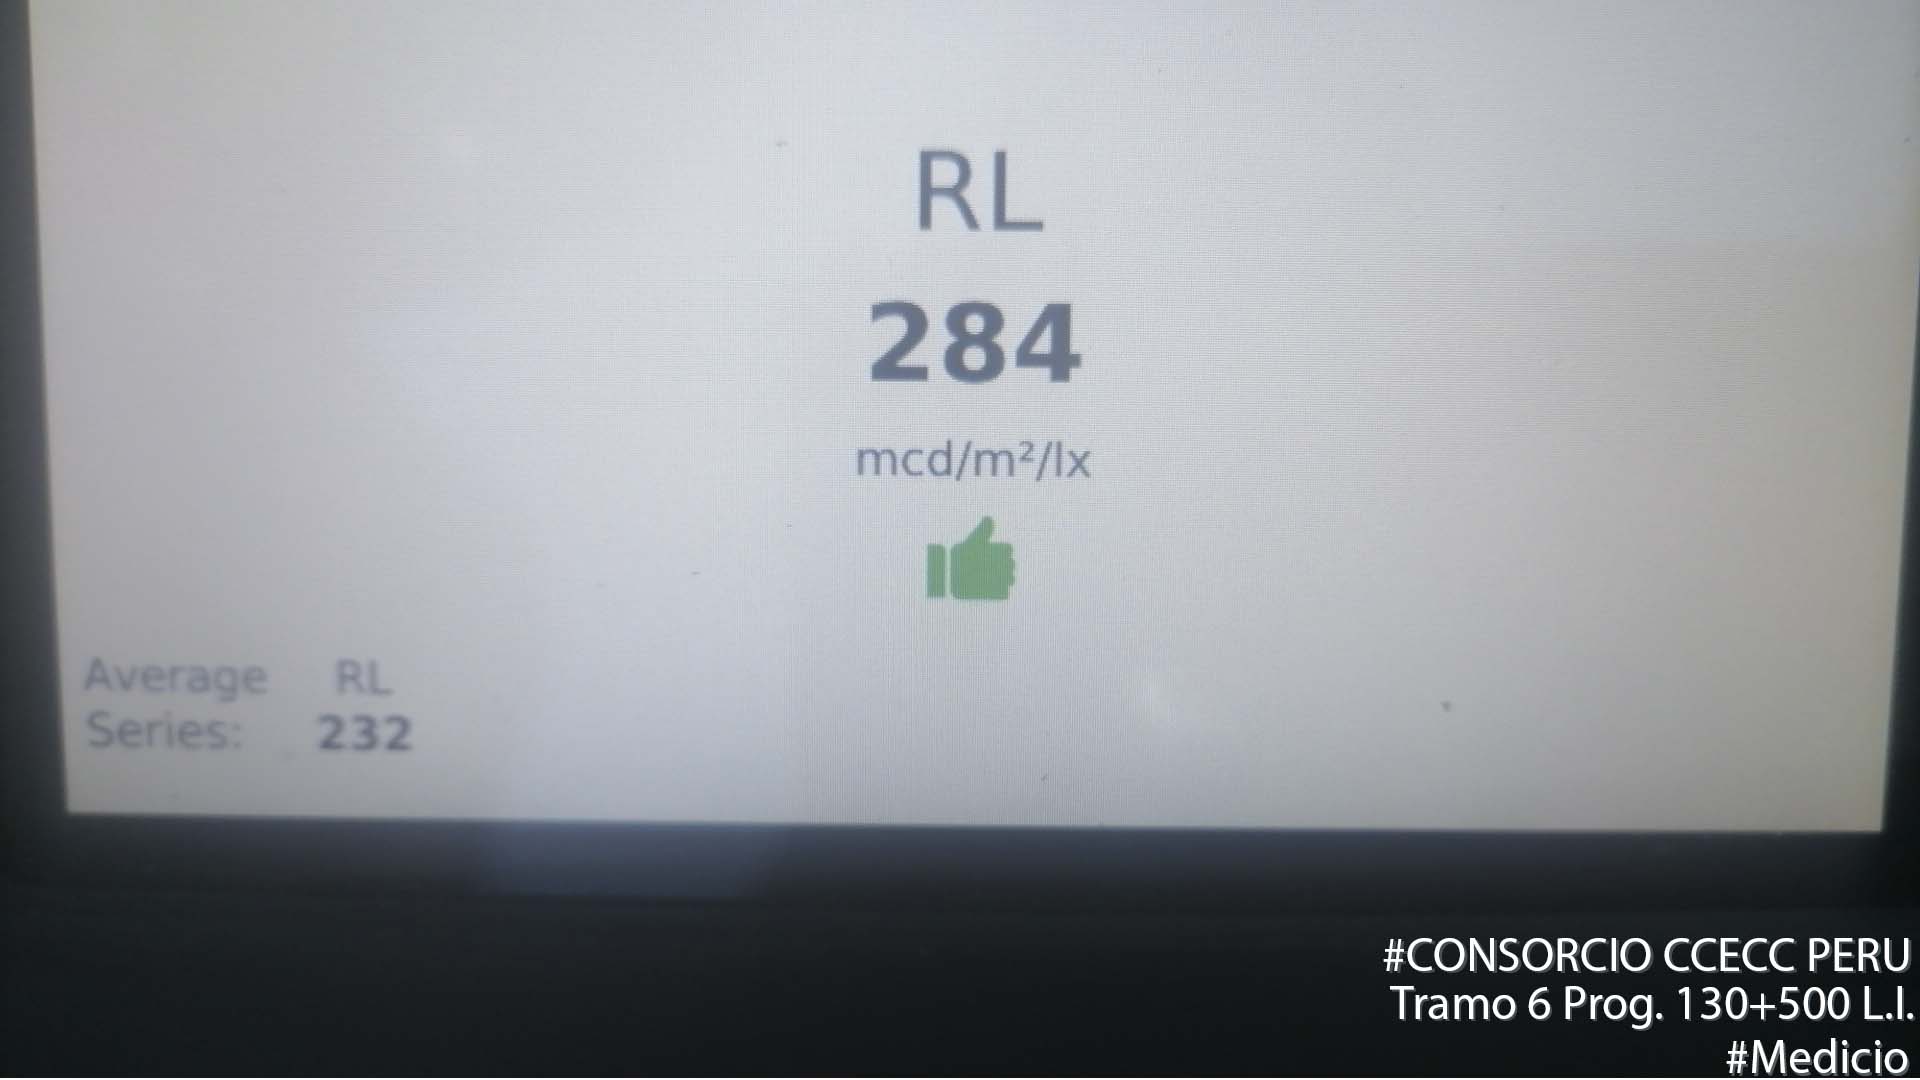 RL
284
mcd/m²/lx
Average RL
Series: 232
#CONSORCIO CCECC PERU
Tramo 6 Prog. 130+500 L.I.
#Medicio